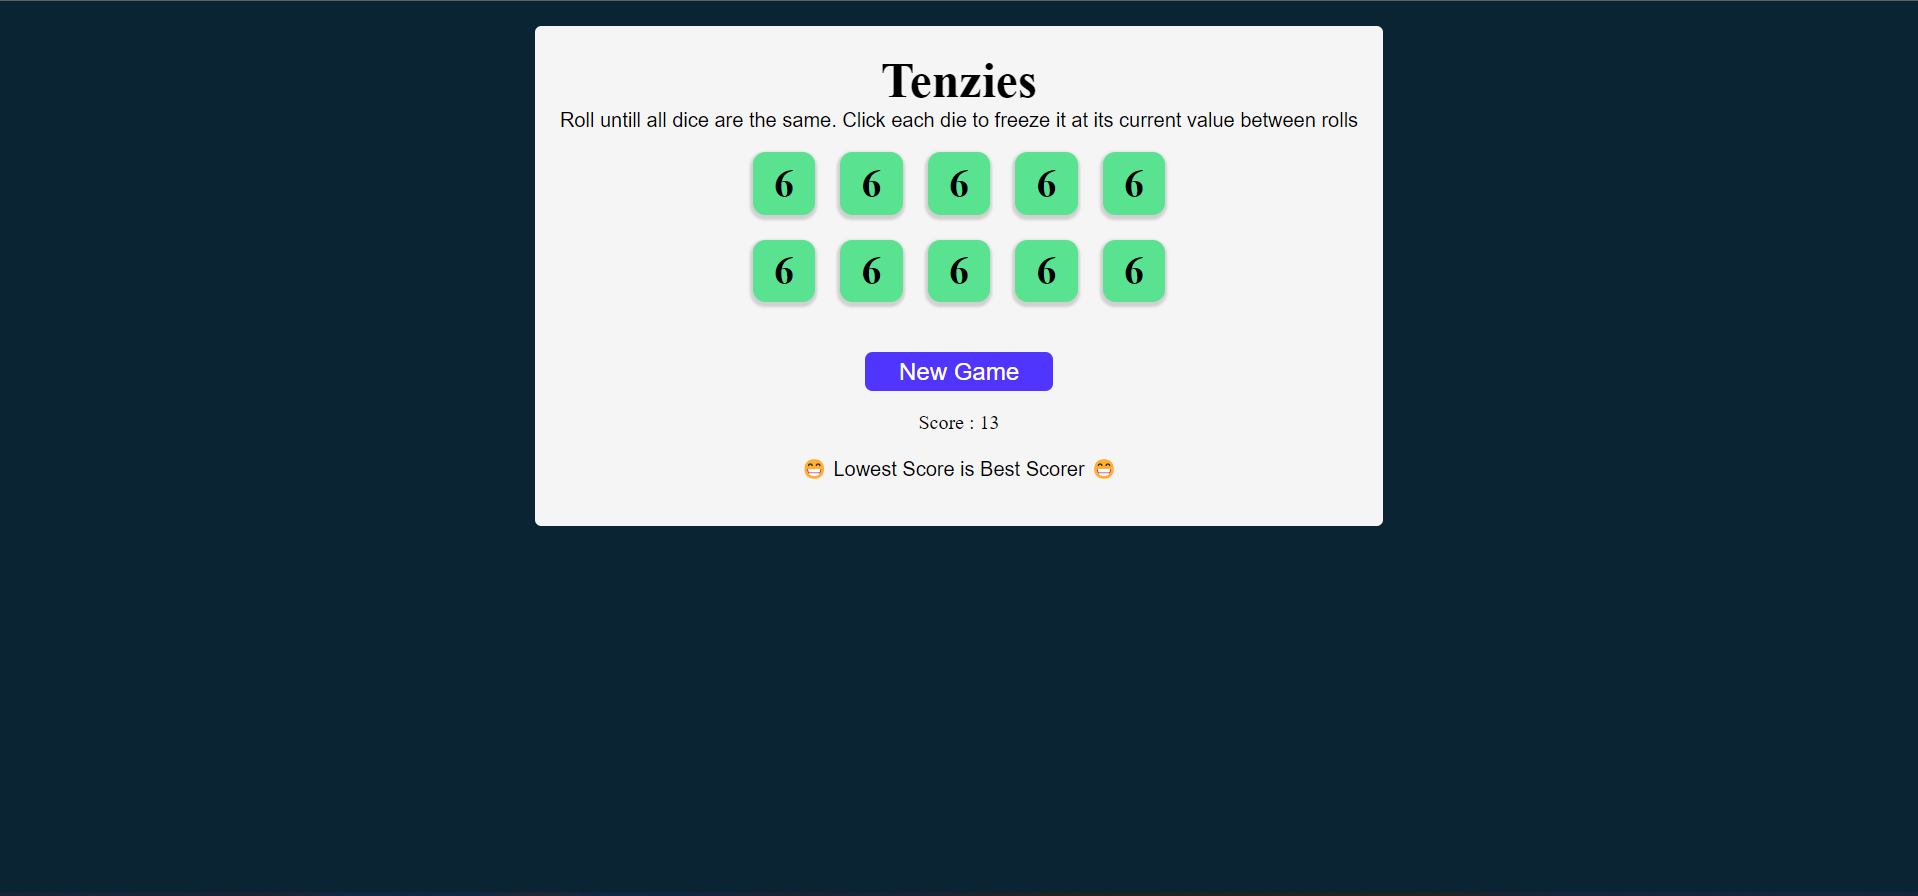 Tenzies
Roll untill all dice are the same. Click each die to freeze it at its current value between rolls
6 6 6 6 6
6 6 6 6 6
New Game
Score : 13
😁 Lowest Score is Best Scorer 😁